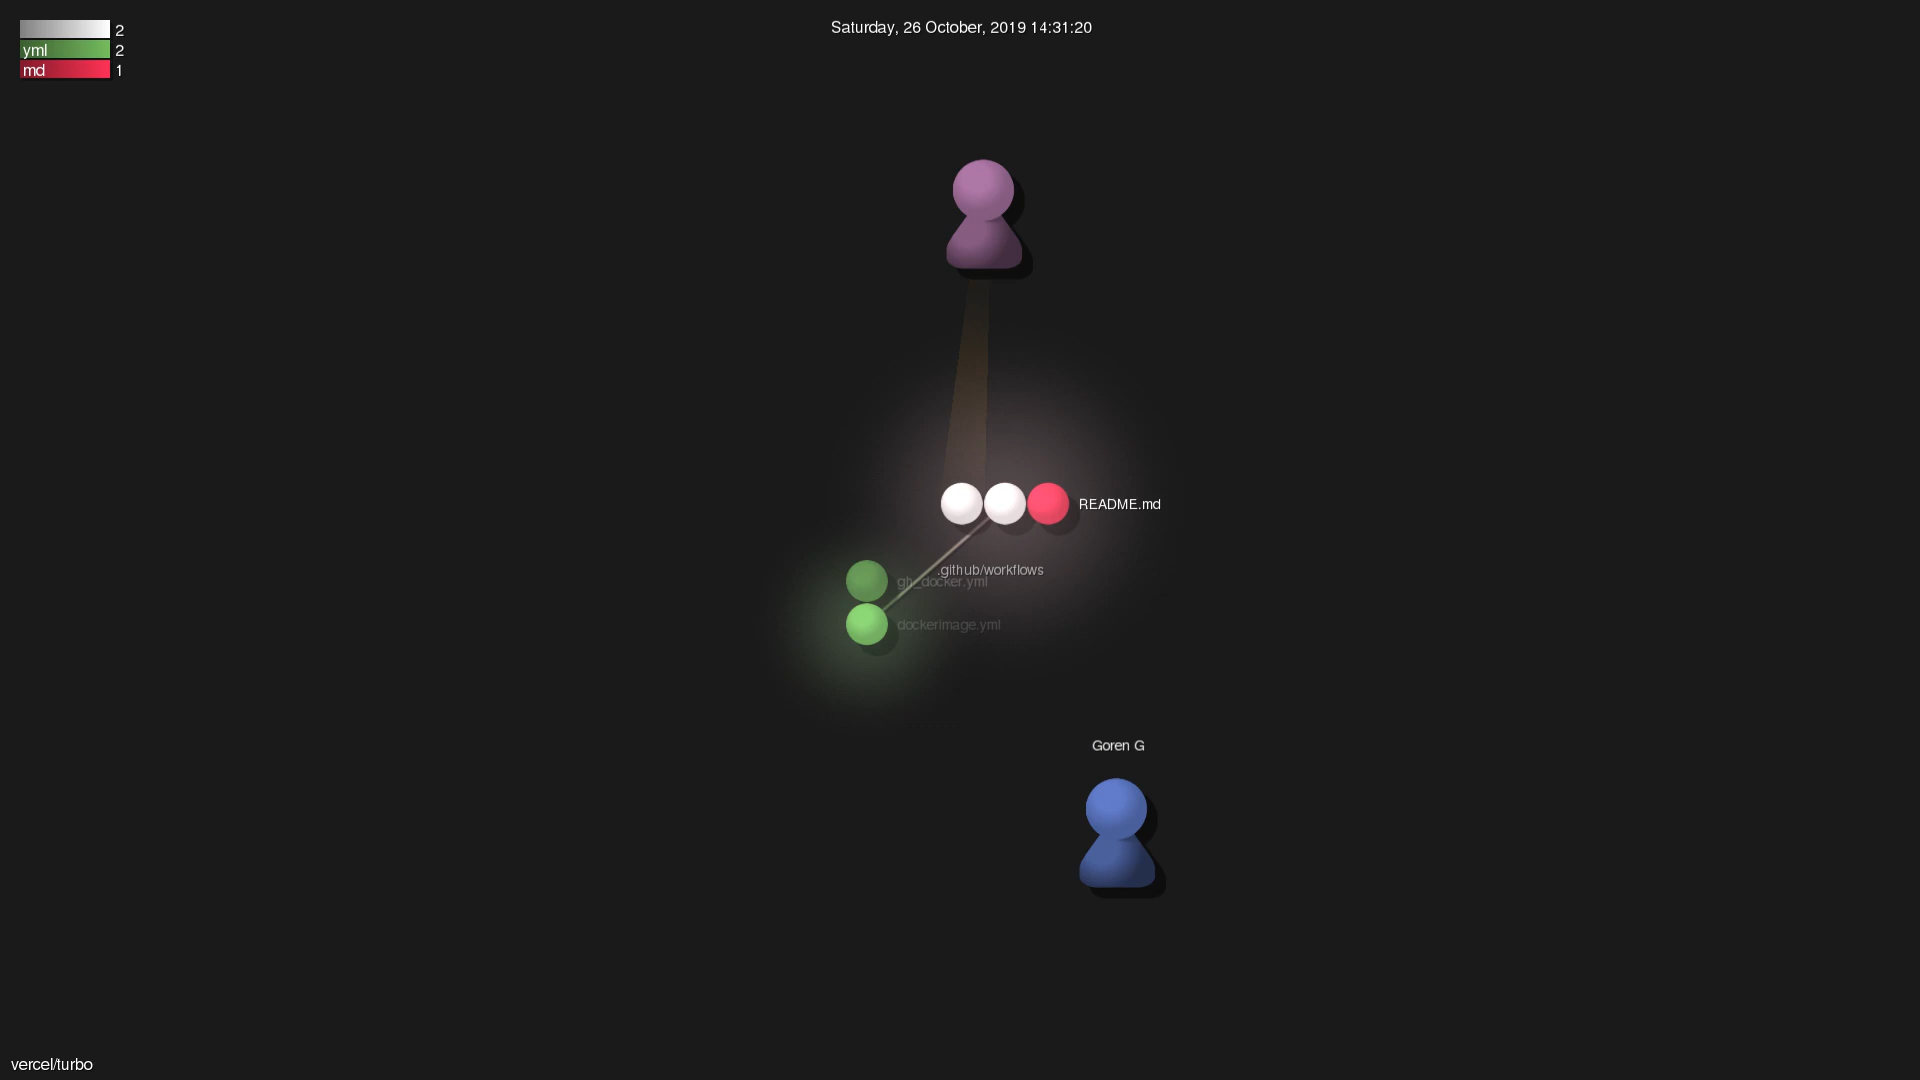 2
yml 2
md 1
Saturday, 26 October, 2019 14:31:20
README.md
.github/workflows
gh_docker.yml
dockerimage.yml
Goren G
vercel/turbo